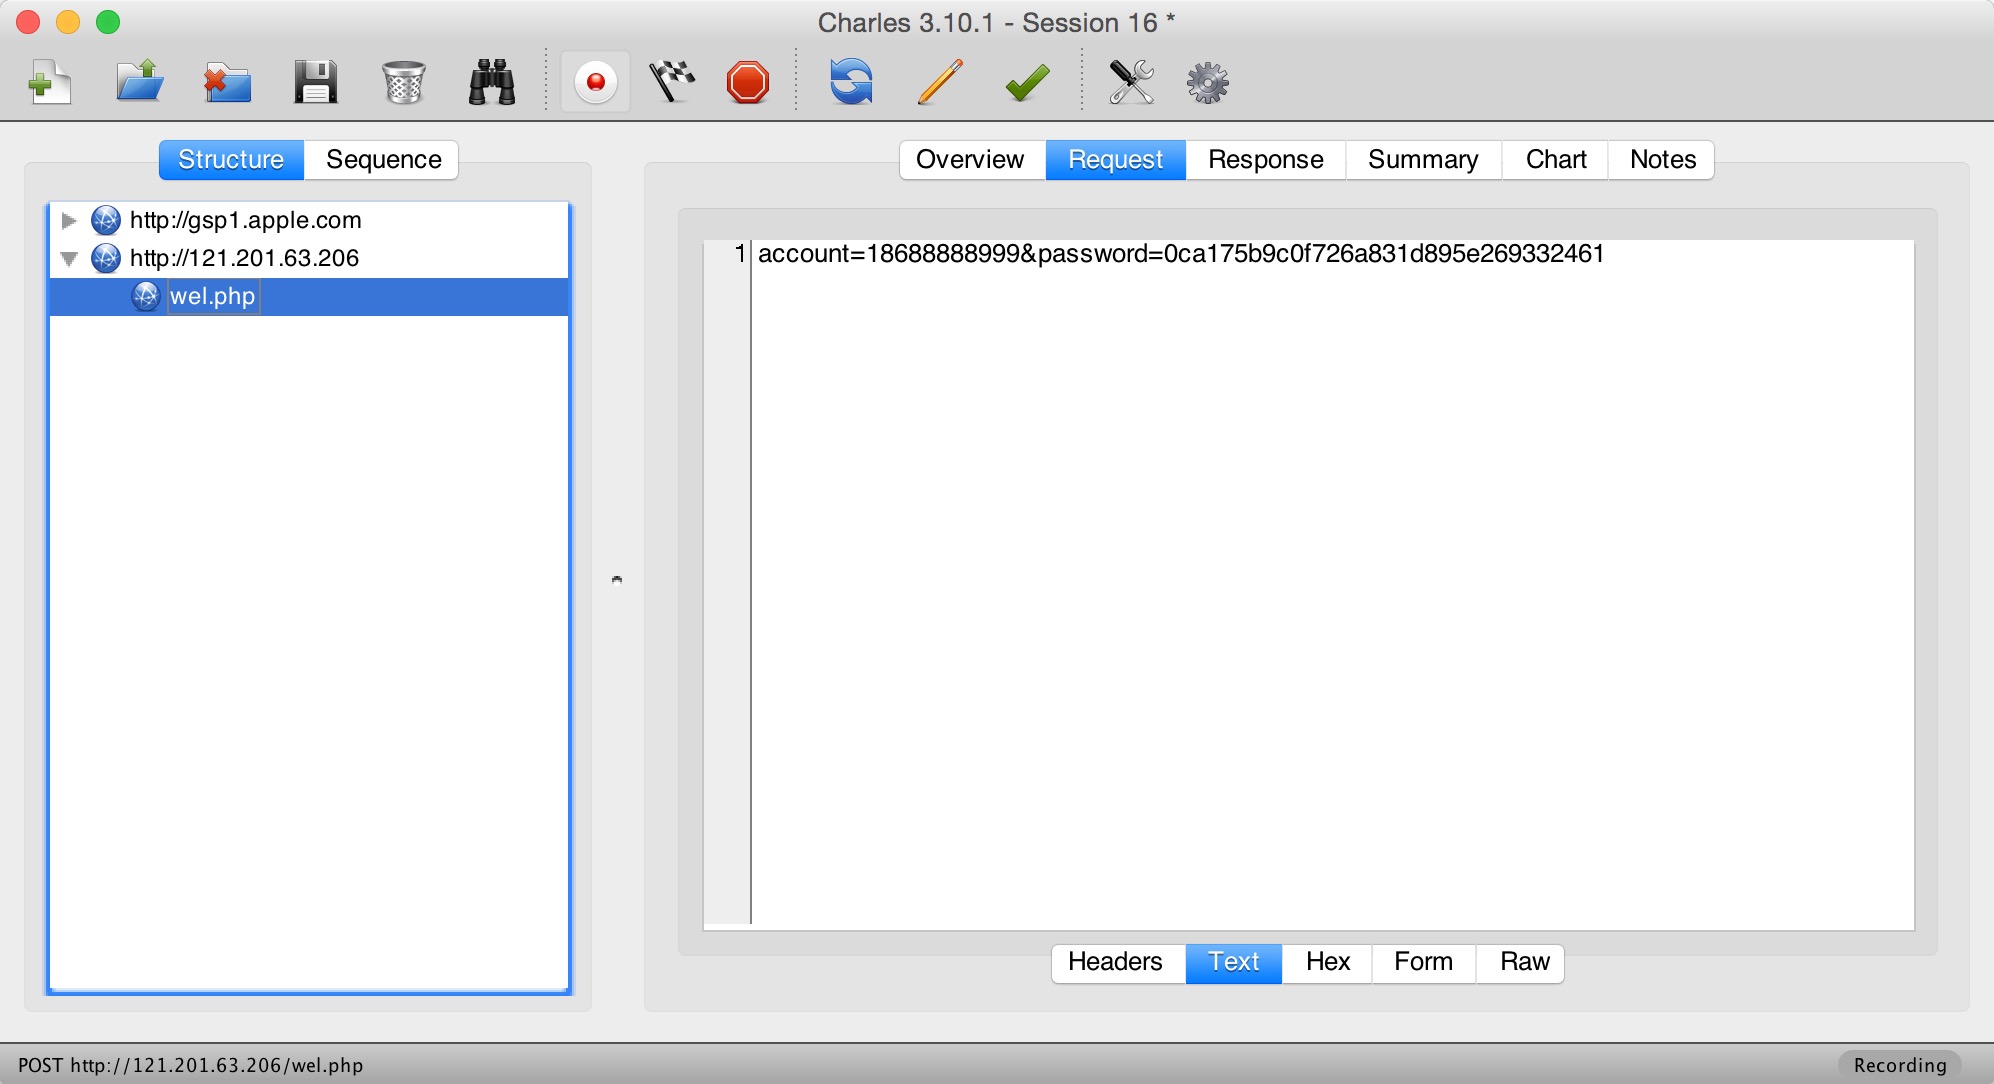 Charles 3.10.1 - Session 16 *
Structure Sequence
Overview Request Response Summary Chart Notes
http://gsp1.apple.com
http://121.201.63.206
wel.php
1 account=18688888999&password=0ca175b9c0f726a831d895e269332461
Headers Text Hex Form Raw
POST http://121.201.63.206/wel.php
Recording